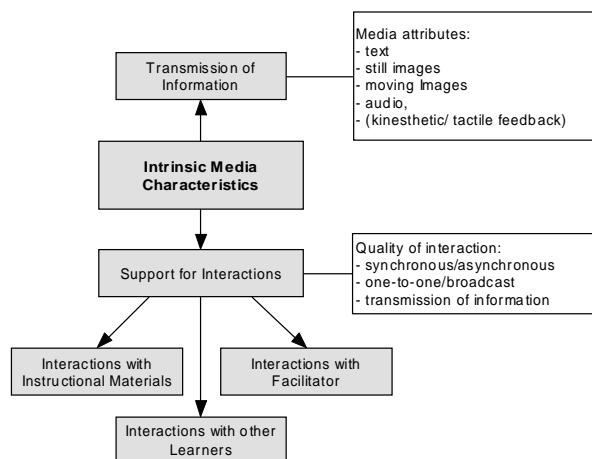 Media attributes:
- text
- still images
- moving Images
- audio,
- (kinesthetic/ tactile feedback)
Transmission of
Information
Intrinsic Media
Characteristics
Support for Interactions
Quality of interaction:
- synchronous/asynchronous
- one-to-one/broadcast
- transmission of information
Interactions with
Instructional Materials
Interactions with
Facilitator
Interactions with other
Learners